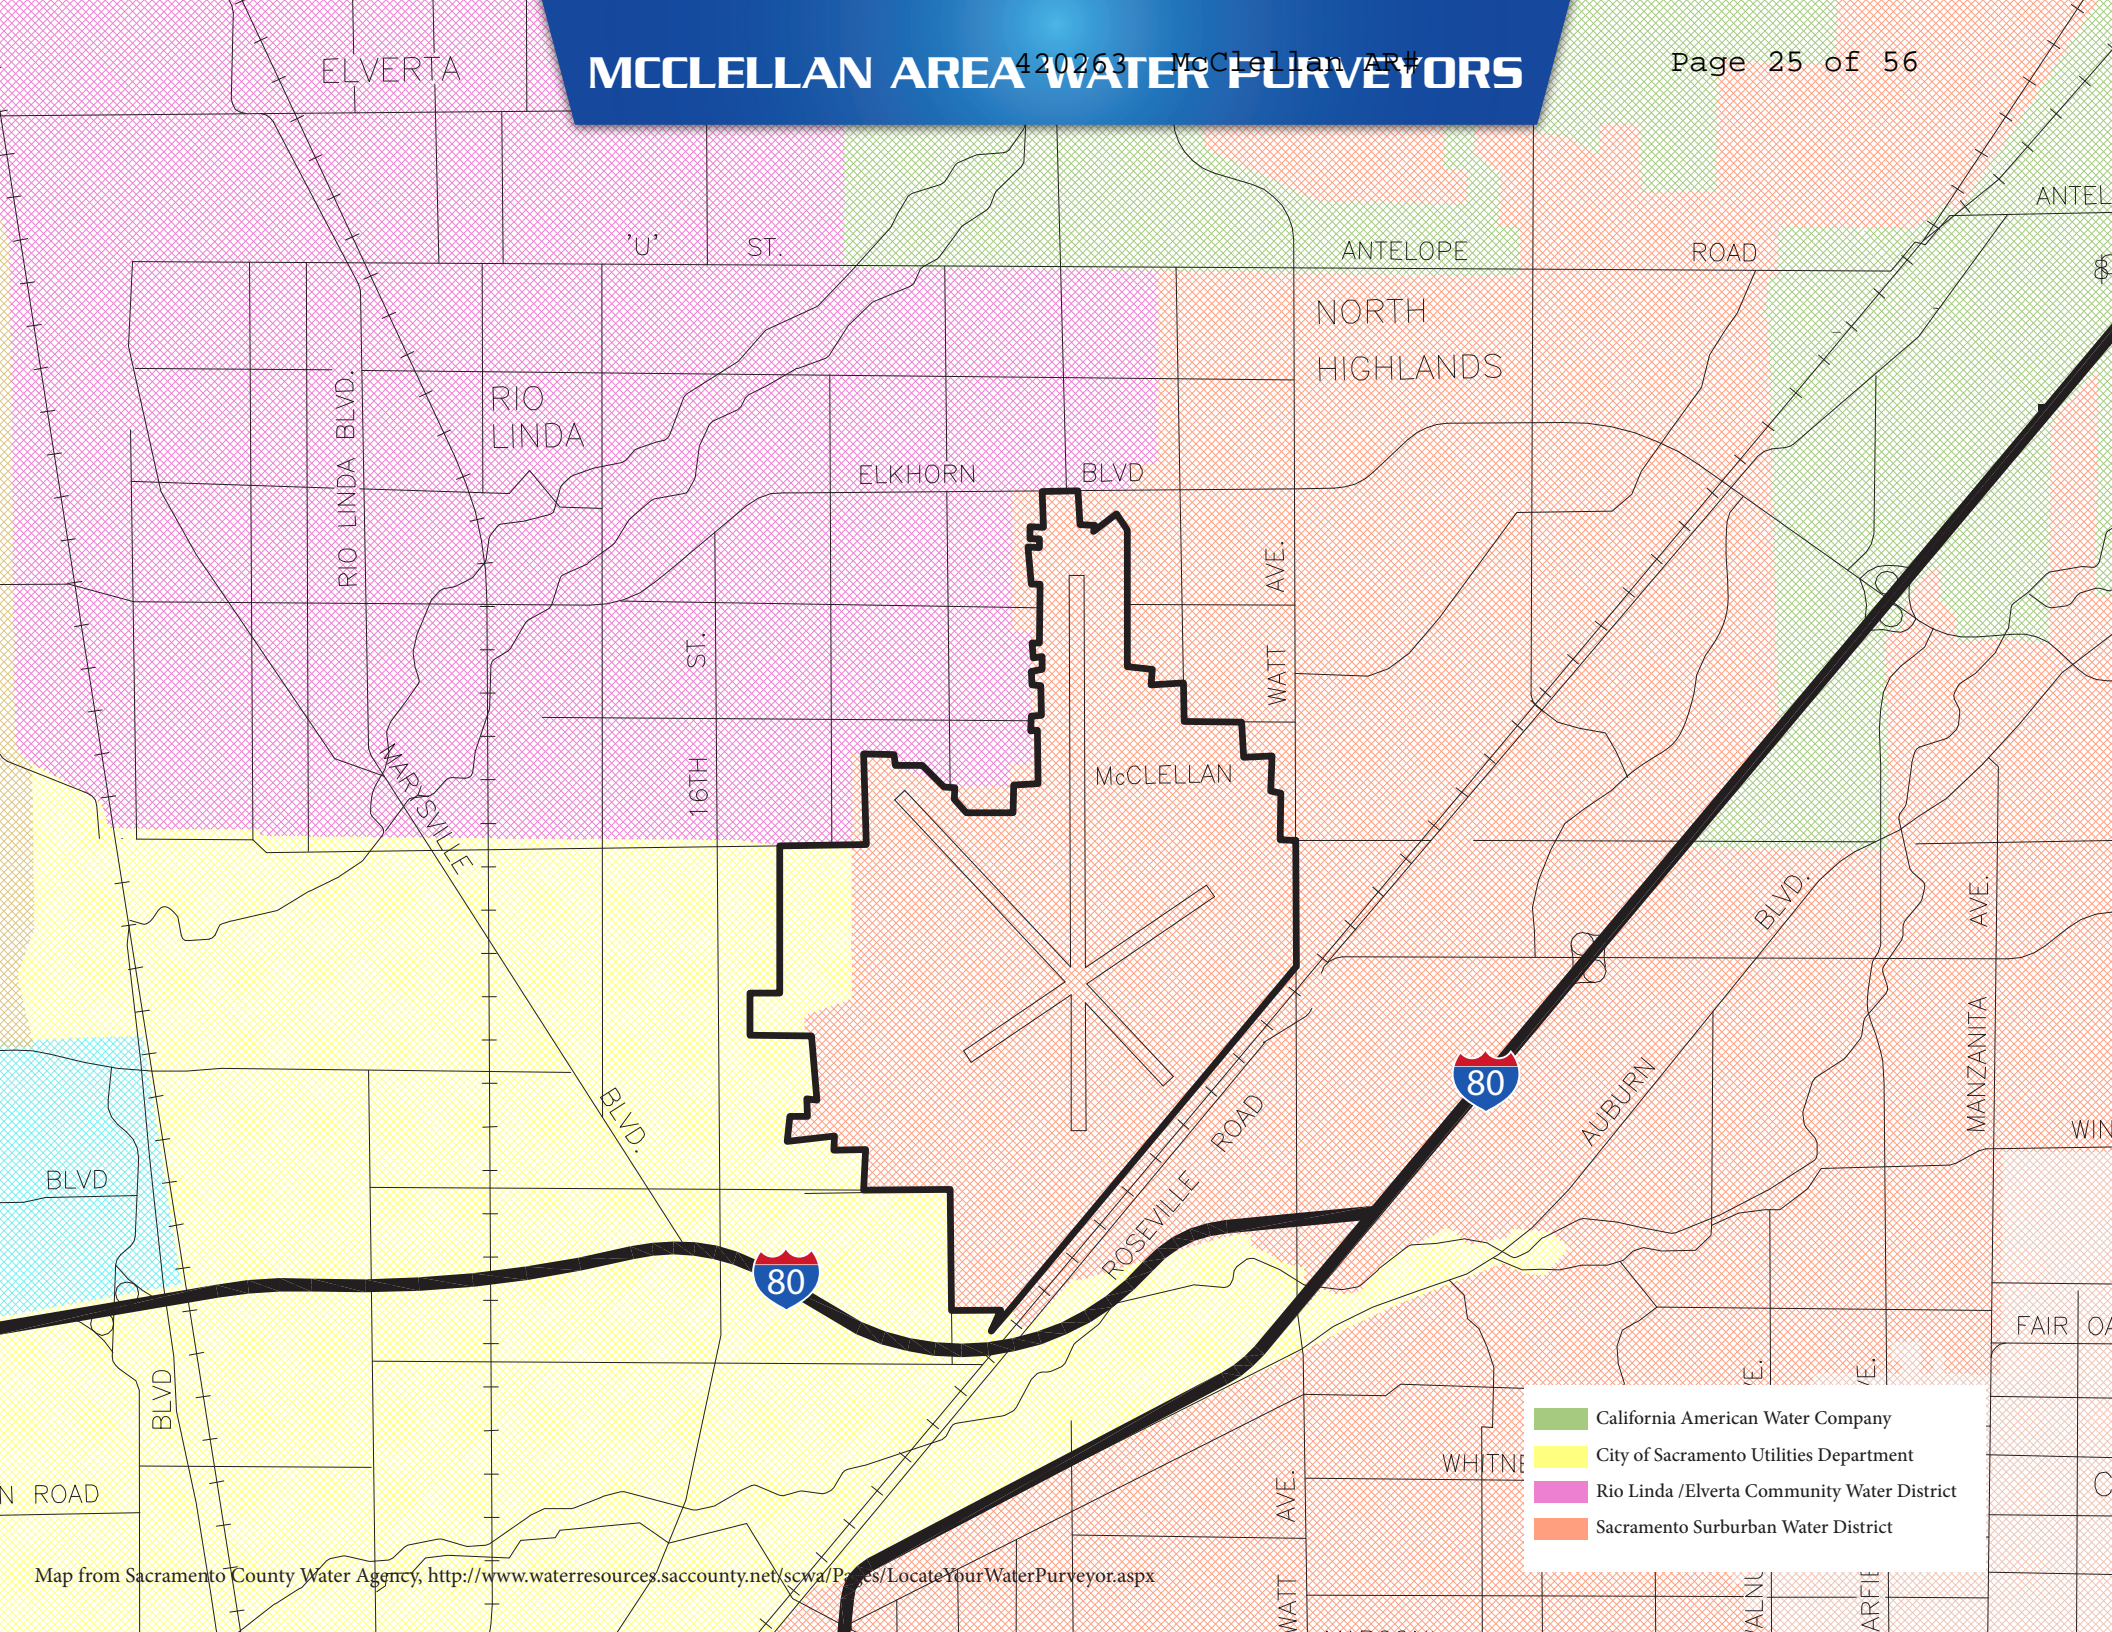 MCCLELLAN AREA WATER PURVEYORS
420263 McClellan AR#
Page 25 of 56
ELVERTA
'U' ST.
ANTELOPE ROAD
ANTEL
NORTH
HIGHLANDS
RIO
LINDA
RIO LINDA BLVD.
ELKHORN BLVD
WATT AVE.
16TH ST.
McCLELLAN
MARYSVILLE BLVD.
AUBURN BLVD.
MANZANITA AVE.
ROSEVILLE ROAD
80
80
BLVD
WIN
FAIR OA
BLVD
N ROAD
WHITNE
WATT AVE.
VE.
VE.
ALNU
ARFIE
C
California American Water Company
City of Sacramento Utilities Department
Rio Linda /Elverta Community Water District
Sacramento Surburban Water District
Map from Sacramento County Water Agency, http://www.waterresources.saccounty.net/scwa/Pages/LocateYourWaterPurveyor.aspx